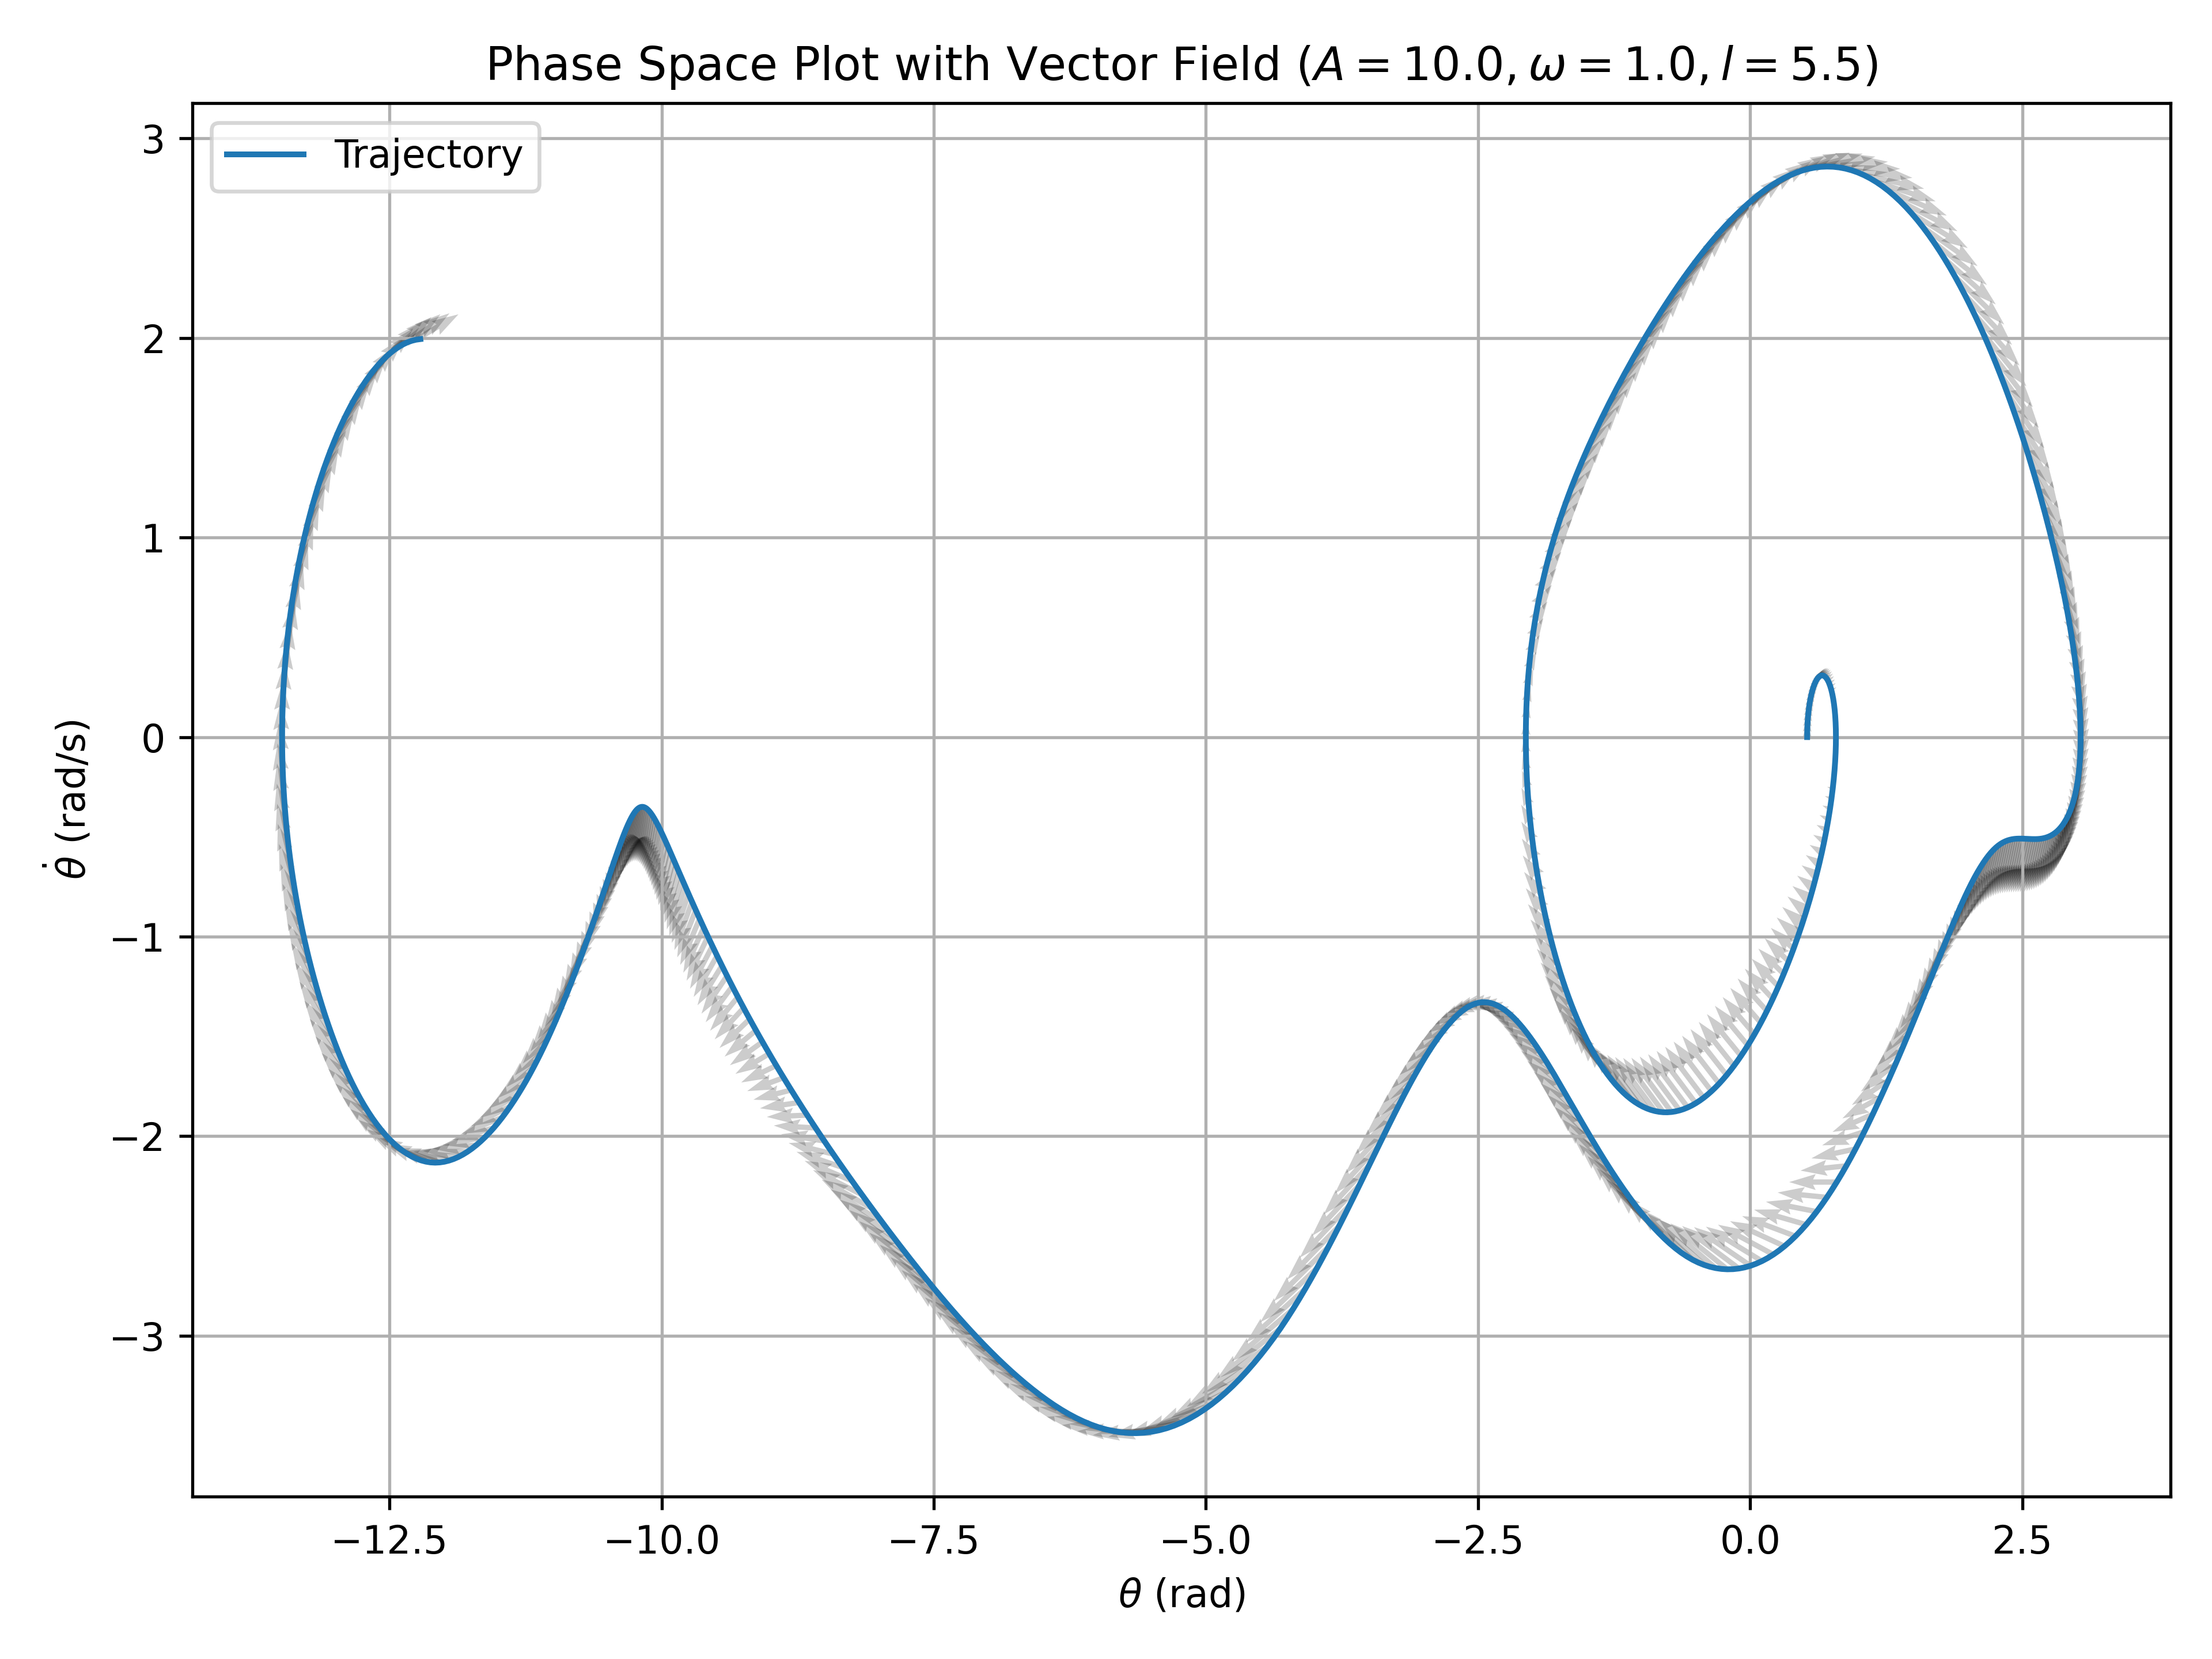 Phase Space Plot with Vector Field (A = 10.0, ω = 1.0, l = 5.5)
Trajectory
3
2
1
0
−1
−2
−3
θ̇ (rad/s)
−12.5 −10.0 −7.5 −5.0 −2.5 0.0 2.5
θ (rad)